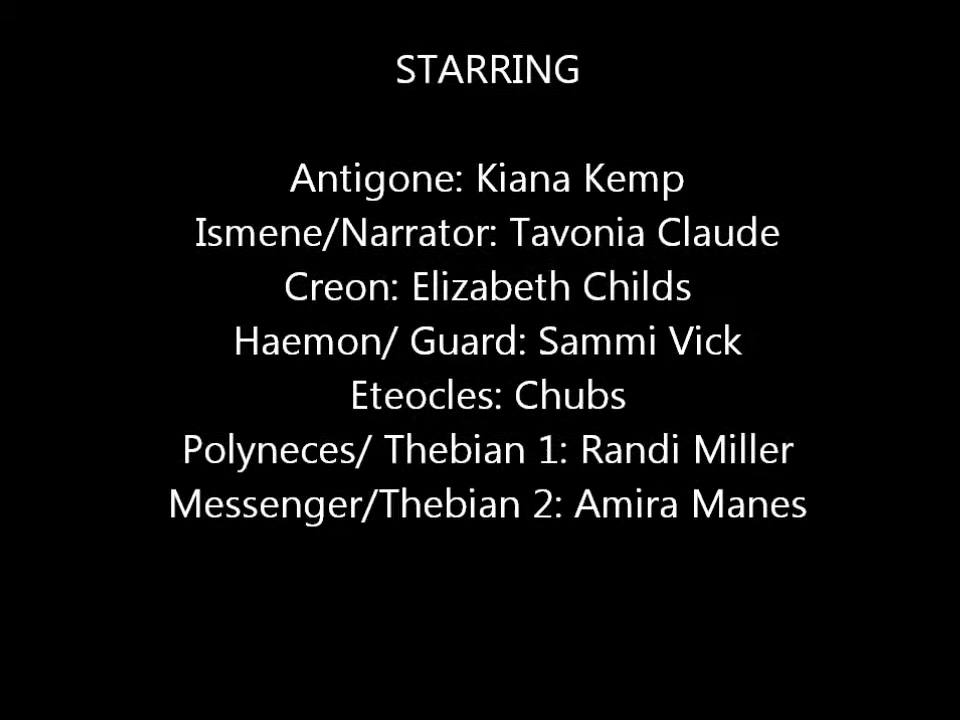 STARRING
Antigone: Kiana Kemp
Ismene/Narrator: Tavonia Claude
Creon: Elizabeth Childs
Haemon/ Guard: Sammi Vick
Eteocles: Chubs
Polyneces/ Thebian 1: Randi Miller
Messenger/Thebian 2: Amira Manes